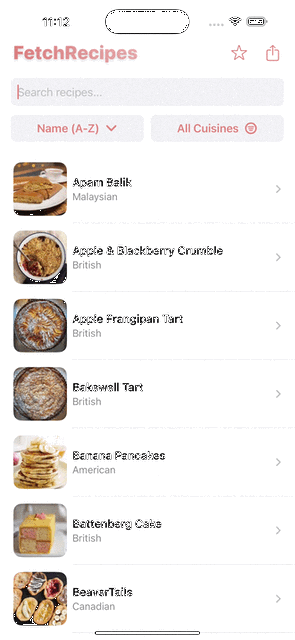 11:12
FetchRecipes
Search recipes...
Name (A-Z)
All Cuisines
Apam Balik
Malaysian
Apple & Blackberry Crumble
British
Apple Frangipan Tart
British
Bakewell Tart
British
Banana Pancakes
American
Battenberg Cake
British
BeaverTails
Canadian